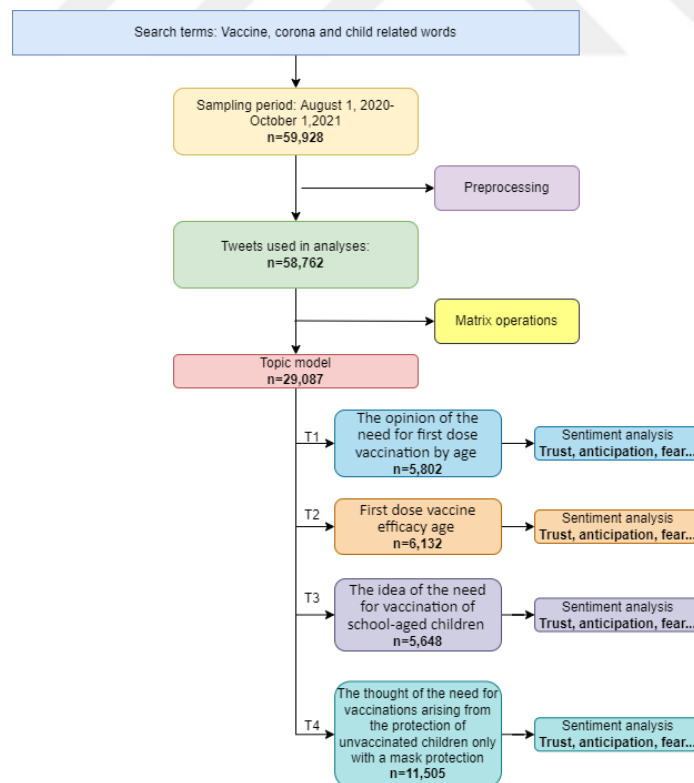 Search terms: Vaccine, corona and child related words
Sampling period: August 1, 2020-
October 1,2021
n=59,928
Preprocessing
Tweets used in analyses:
n=58,762
Matrix operations
Topic model
n=29,087
T1
The opinion of the
need for first dose
vaccination by age
n=5,802
Sentiment analysis
Trust, anticipation, fear...
T2
First dose vaccine
efficacy age
n=6,132
Sentiment analysis
Trust, anticipation, fear...
T3
The idea of the need
for vaccination of
school-aged children
n=5,648
Sentiment analysis
Trust, anticipation, fear...
T4
The thought of the need for
vaccinations arising from
the protection of
unvaccinated children only
with a mask protection
n=11,505
Sentiment analysis
Trust, anticipation, fear...